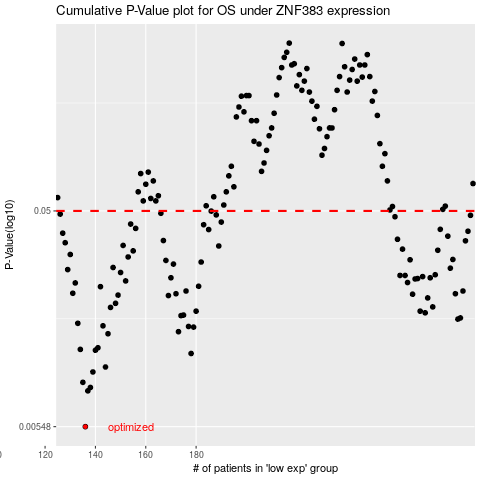 Cumulative P-Value plot for OS under ZNF383 expression
P-Value(log10)
0.05
0.00548
optimized
0 120 140 160 180
# of patients in 'low exp' group